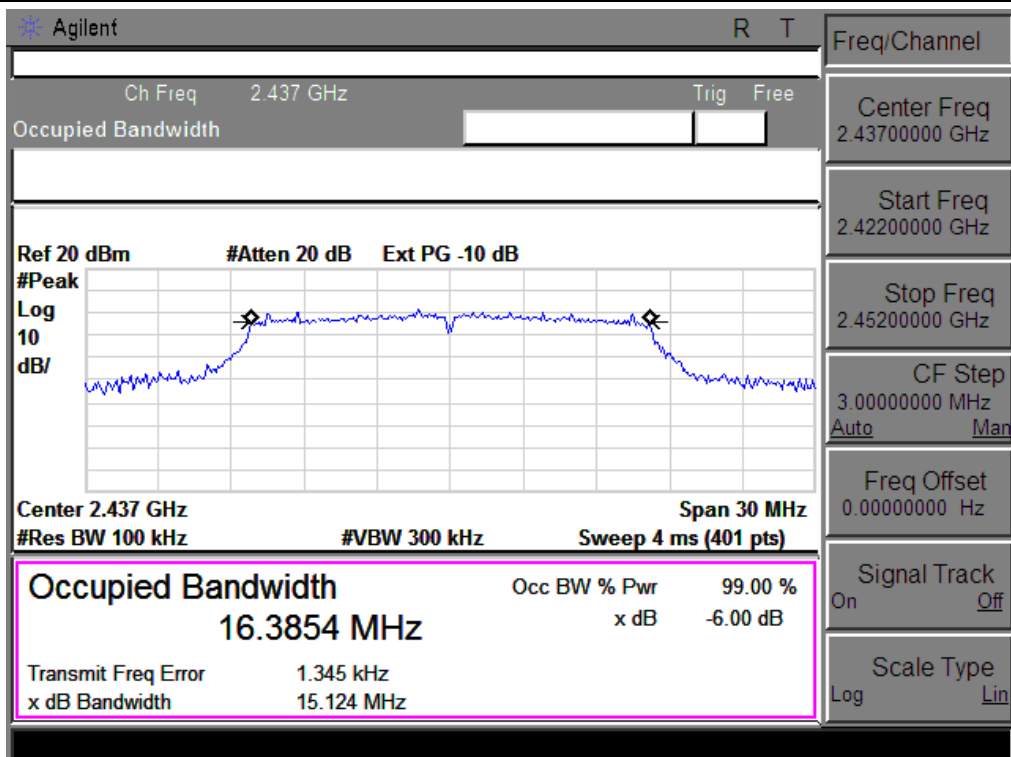 Agilent R T
Ch Freq 2.437 GHz Trig Free
Occupied Bandwidth
Ref 20 dBm #Atten 20 dB Ext PG -10 dB
#Peak
Log
10
dB/
Center 2.437 GHz Span 30 MHz
#Res BW 100 kHz #VBW 300 kHz Sweep 4 ms (401 pts)
Occupied Bandwidth Occ BW % Pwr 99.00 %
16.3854 MHz x dB -6.00 dB
Transmit Freq Error 1.345 kHz
x dB Bandwidth 15.124 MHz
Freq/Channel
Center Freq
2.43700000 GHz
Start Freq
2.42200000 GHz
Stop Freq
2.45200000 GHz
CF Step
3.00000000 MHz
Auto Man
Freq Offset
0.00000000 Hz
Signal Track
On Off
Scale Type
Log Lin